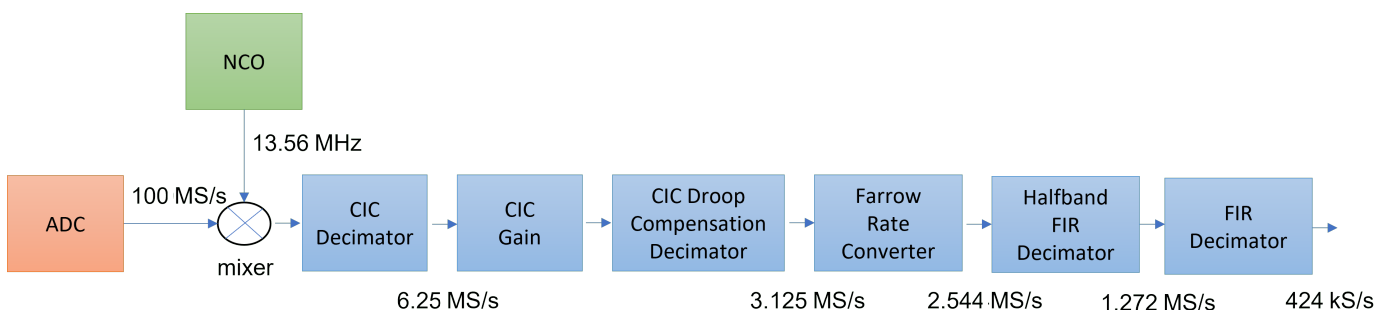 NCO
13.56 MHz
100 MS/s
ADC
mixer
CIC
Decimator
CIC
Gain
CIC Droop
Compensation
Decimator
Farrow
Rate
Converter
Halfband
FIR
Decimator
FIR
Decimator
6.25 MS/s
3.125 MS/s
2.544 MS/s
1.272 MS/s
424 kS/s